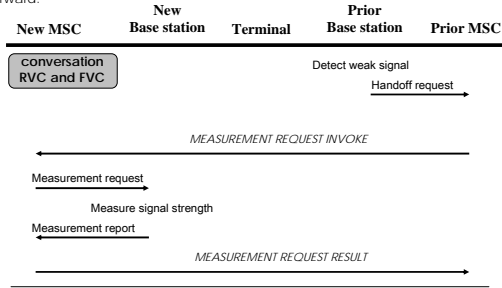 New MSC
New
Base station
Terminal
Prior
Base station
Prior MSC
conversation
RVC and FVC
Detect weak signal
Handoff request
MEASUREMENT REQUEST INVOKE
Measurement request
Measure signal strength
Measurement report
MEASUREMENT REQUEST RESULT